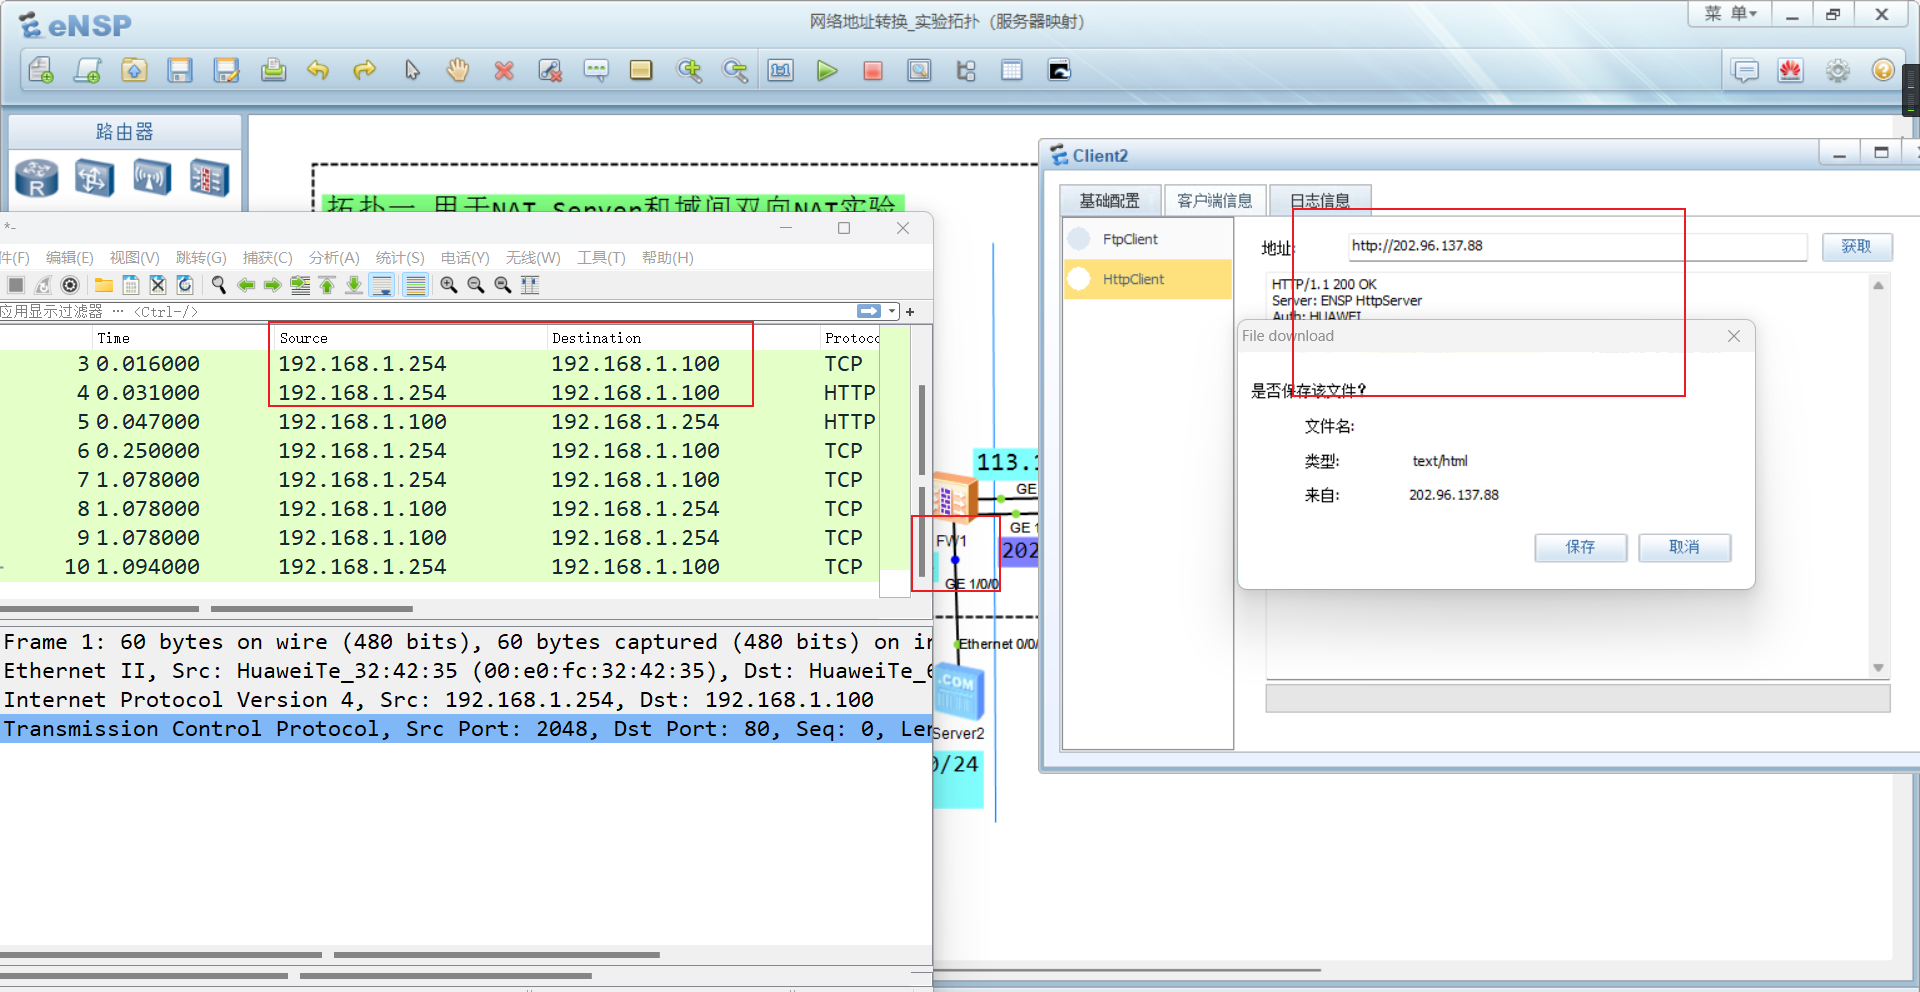 eNSP
网络地址转换_实验拓扑（服务器映射）
菜 单
路由器
拓扑一 用于NAT Server和域间双向NAT实验
*-
件(F) 编辑(E) 视图(V) 跳转(G) 捕获(C) 分析(A) 统计(S) 电话(Y) 无线(W) 工具(T) 帮助(H)
应用显示过滤器 … <Ctrl-/>
Time Source Destination Protoco
3 0.016000 192.168.1.254 192.168.1.100 TCP
4 0.031000 192.168.1.254 192.168.1.100 HTTP
5 0.047000 192.168.1.100 192.168.1.254 HTTP
6 0.250000 192.168.1.254 192.168.1.100 TCP
7 1.078000 192.168.1.254 192.168.1.100 TCP
8 1.078000 192.168.1.100 192.168.1.254 TCP
9 1.078000 192.168.1.100 192.168.1.254 TCP
10 1.094000 192.168.1.254 192.168.1.100 TCP
Frame 1: 60 bytes on wire (480 bits), 60 bytes captured (480 bits) on in
Ethernet II, Src: HuaweiTe_32:42:35 (00:e0:fc:32:42:35), Dst: HuaweiTe_6
Internet Protocol Version 4, Src: 192.168.1.254, Dst: 192.168.1.100
Transmission Control Protocol, Src Port: 2048, Dst Port: 80, Seq: 0, Len
113.1
GE
GE 1
FW1
202
GE 1/0/0
Ethernet 0/0/
.COM
Server2
0/24
Client2
基础配置 客户端信息 日志信息
FtpClient
HttpClient
地址: http://202.96.137.88 获取
HTTP/1.1 200 OK
Server: ENSP HttpServer
Auth: HUAWEI
File download
是否保存该文件?
文件名:
类型: text/html
来自: 202.96.137.88
保存 取消